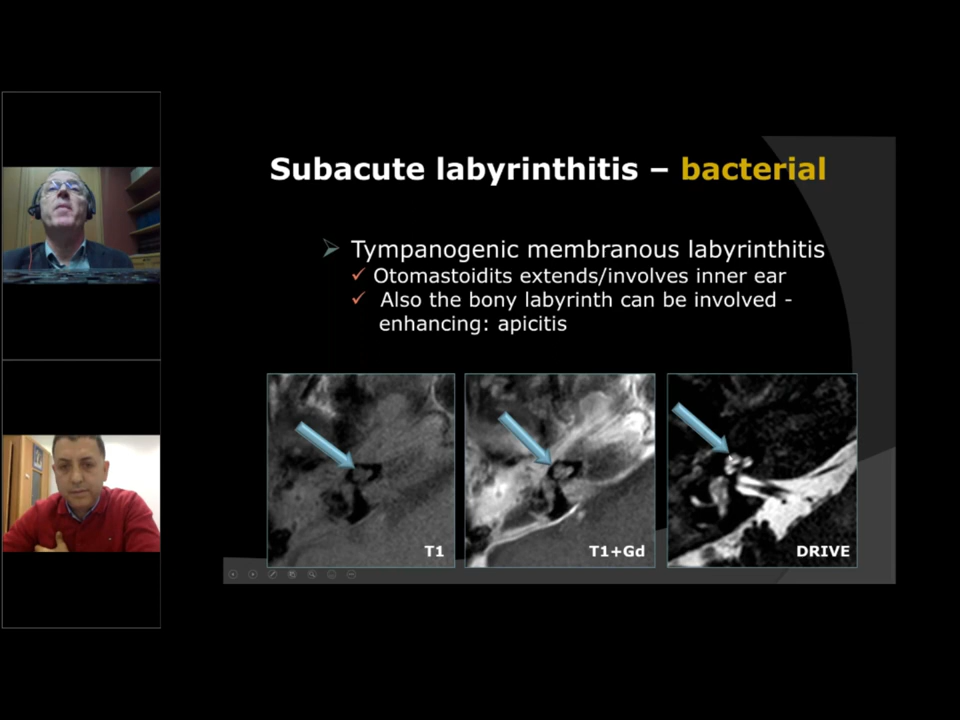 Subacute labyrinthitis – bacterial
Tympanogenic membranous labyrinthitis
Otomastoidits extends/involves inner ear
Also the bony labyrinth can be involved -
enhancing: apicitis
T1
T1+Gd
DRIVE